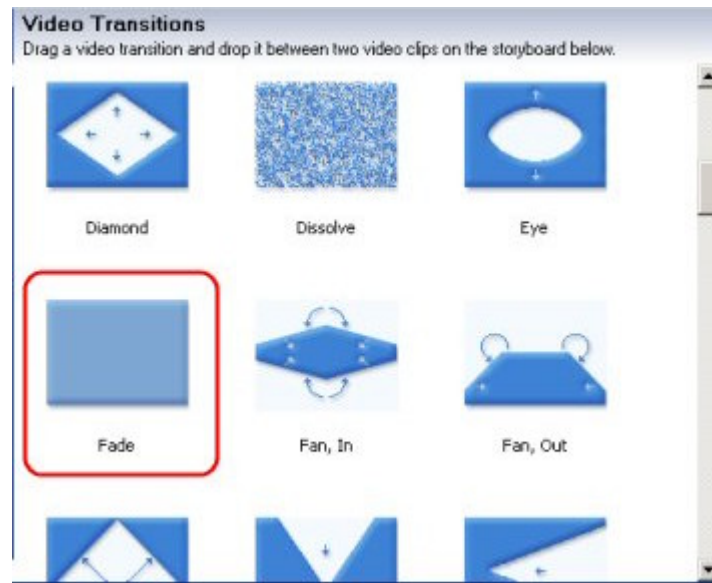 Video Transitions
Drag a video transition and drop it between two video clips on the storyboard below.
Diamond Dissolve Eye
Fade Fan, In Fan, Out